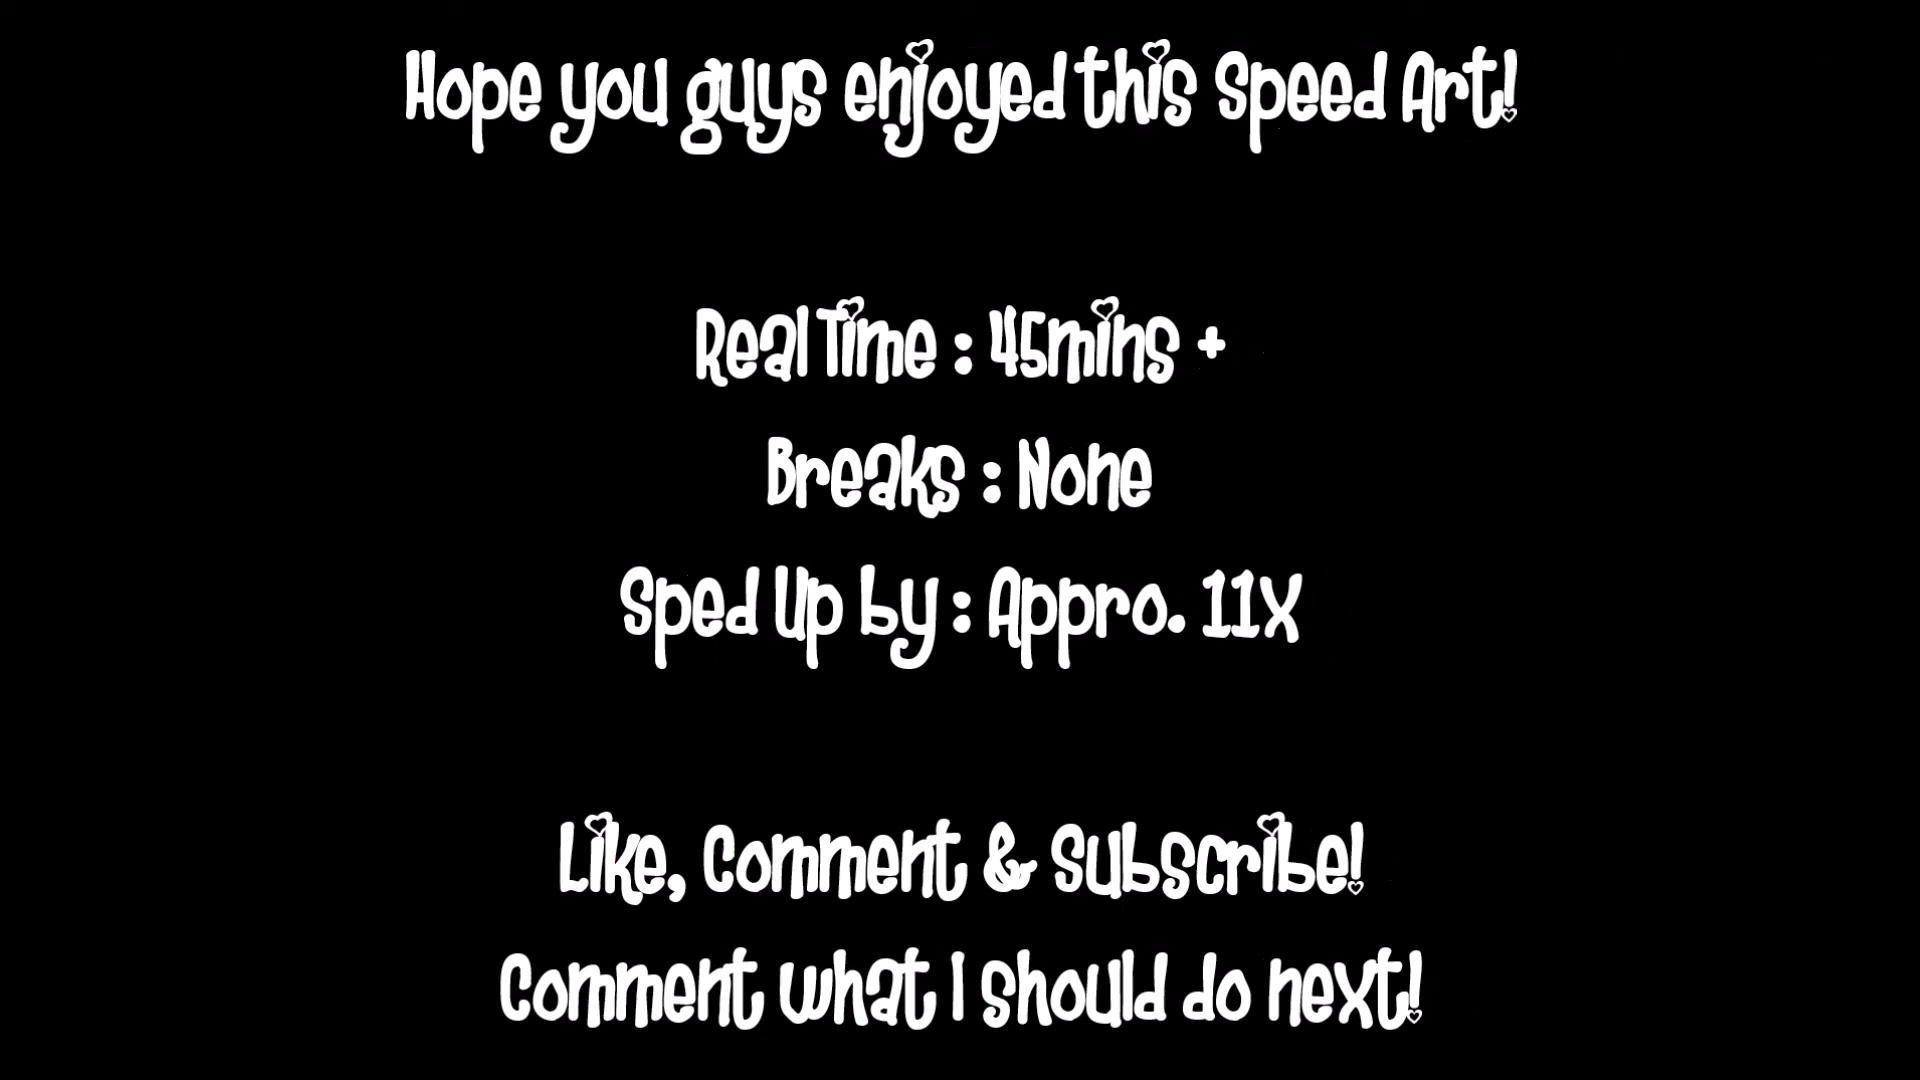 Hope you guys enjoyed this Speed Art!
Real Time : 45mins +
Breaks : None
Sped Up by : Appro. 11x
Like, Comment & Subscribe!
Comment what I should do next!